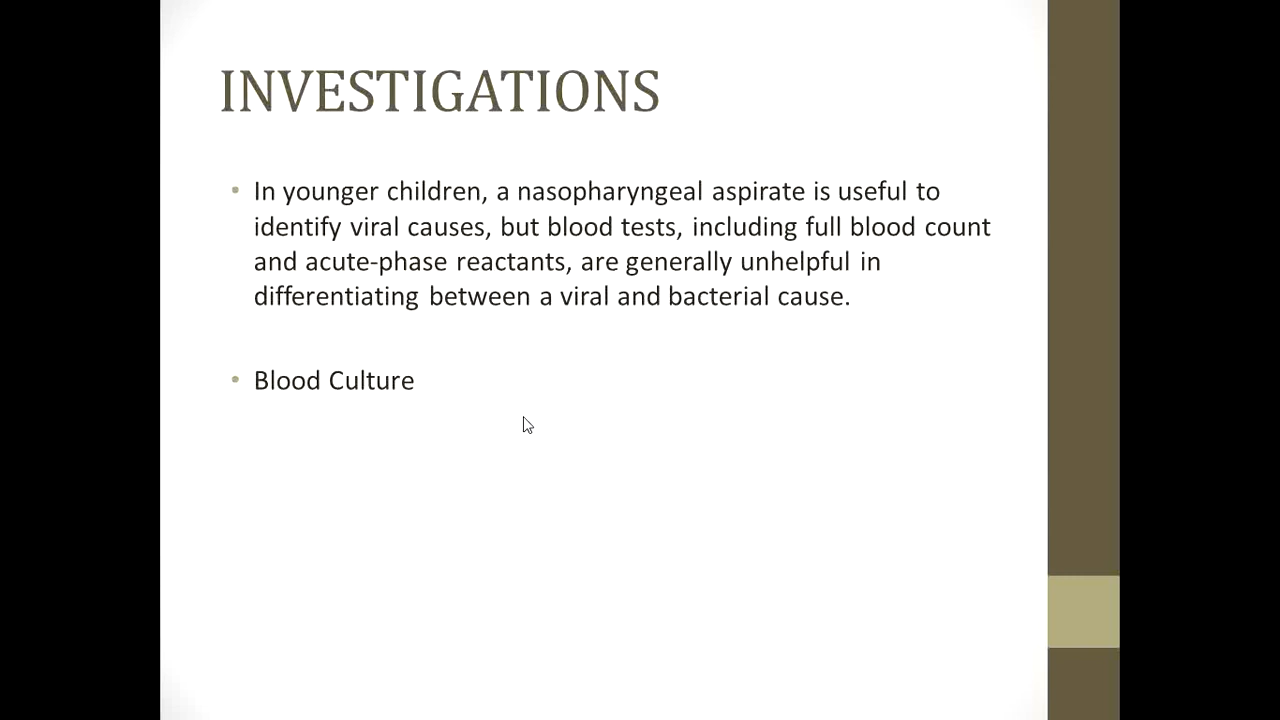 INVESTIGATIONS
• In younger children, a nasopharyngeal aspirate is useful to
identify viral causes, but blood tests, including full blood count
and acute-phase reactants, are generally unhelpful in
differentiating between a viral and bacterial cause.
• Blood Culture